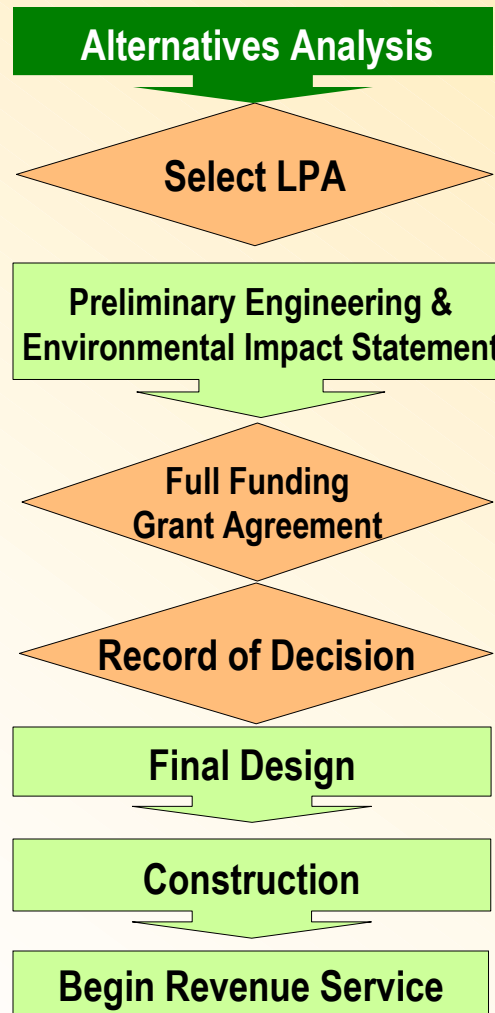 Alternatives Analysis
Select LPA
Preliminary Engineering &
Environmental Impact Statement
Full Funding
Grant Agreement
Record of Decision
Final Design
Construction
Begin Revenue Service